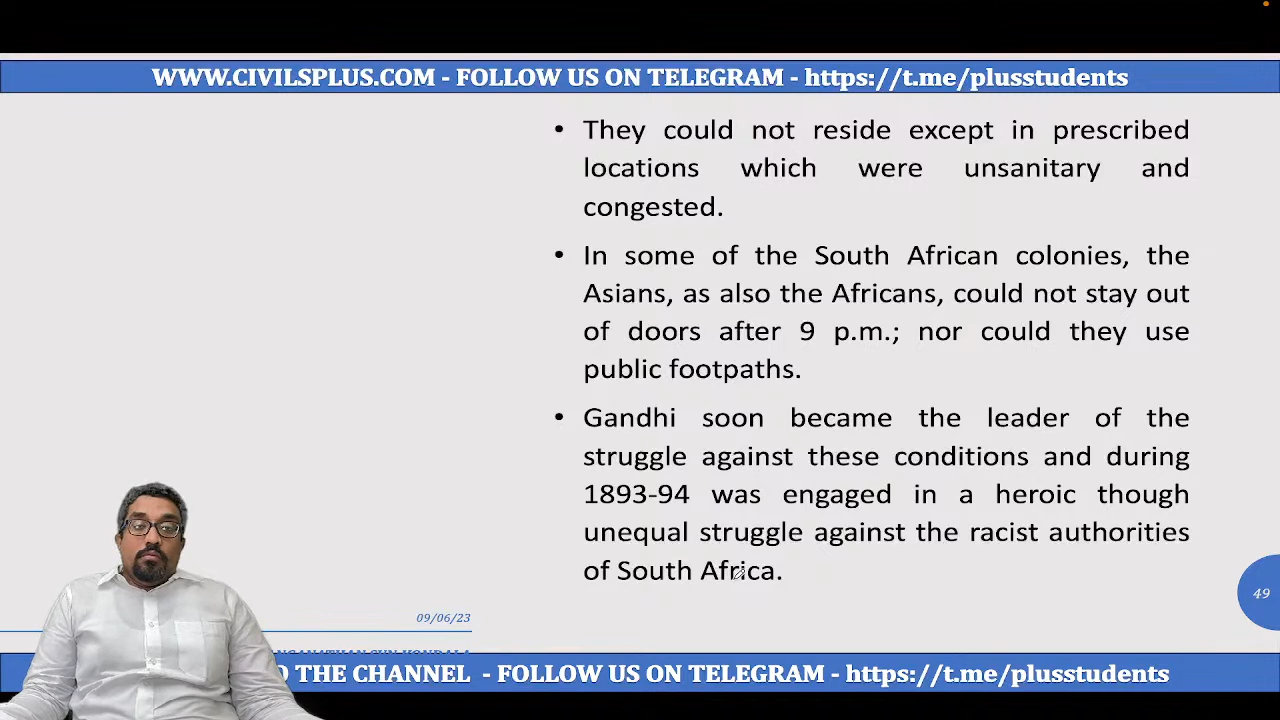 WWW.CIVILSPLUS.COM - FOLLOW US ON TELEGRAM - https://t.me/plusstudents
• They could not reside except in prescribed
locations which were unsanitary and
congested.
• In some of the South African colonies, the
Asians, as also the Africans, could not stay out
of doors after 9 p.m.; nor could they use
public footpaths.
• Gandhi soon became the leader of the
struggle against these conditions and during
1893-94 was engaged in a heroic though
unequal struggle against the racist authorities
of South Africa.
49
09/06/23
O THE CHANNEL - FOLLOW US ON TELEGRAM - https://t.me/plusstudents